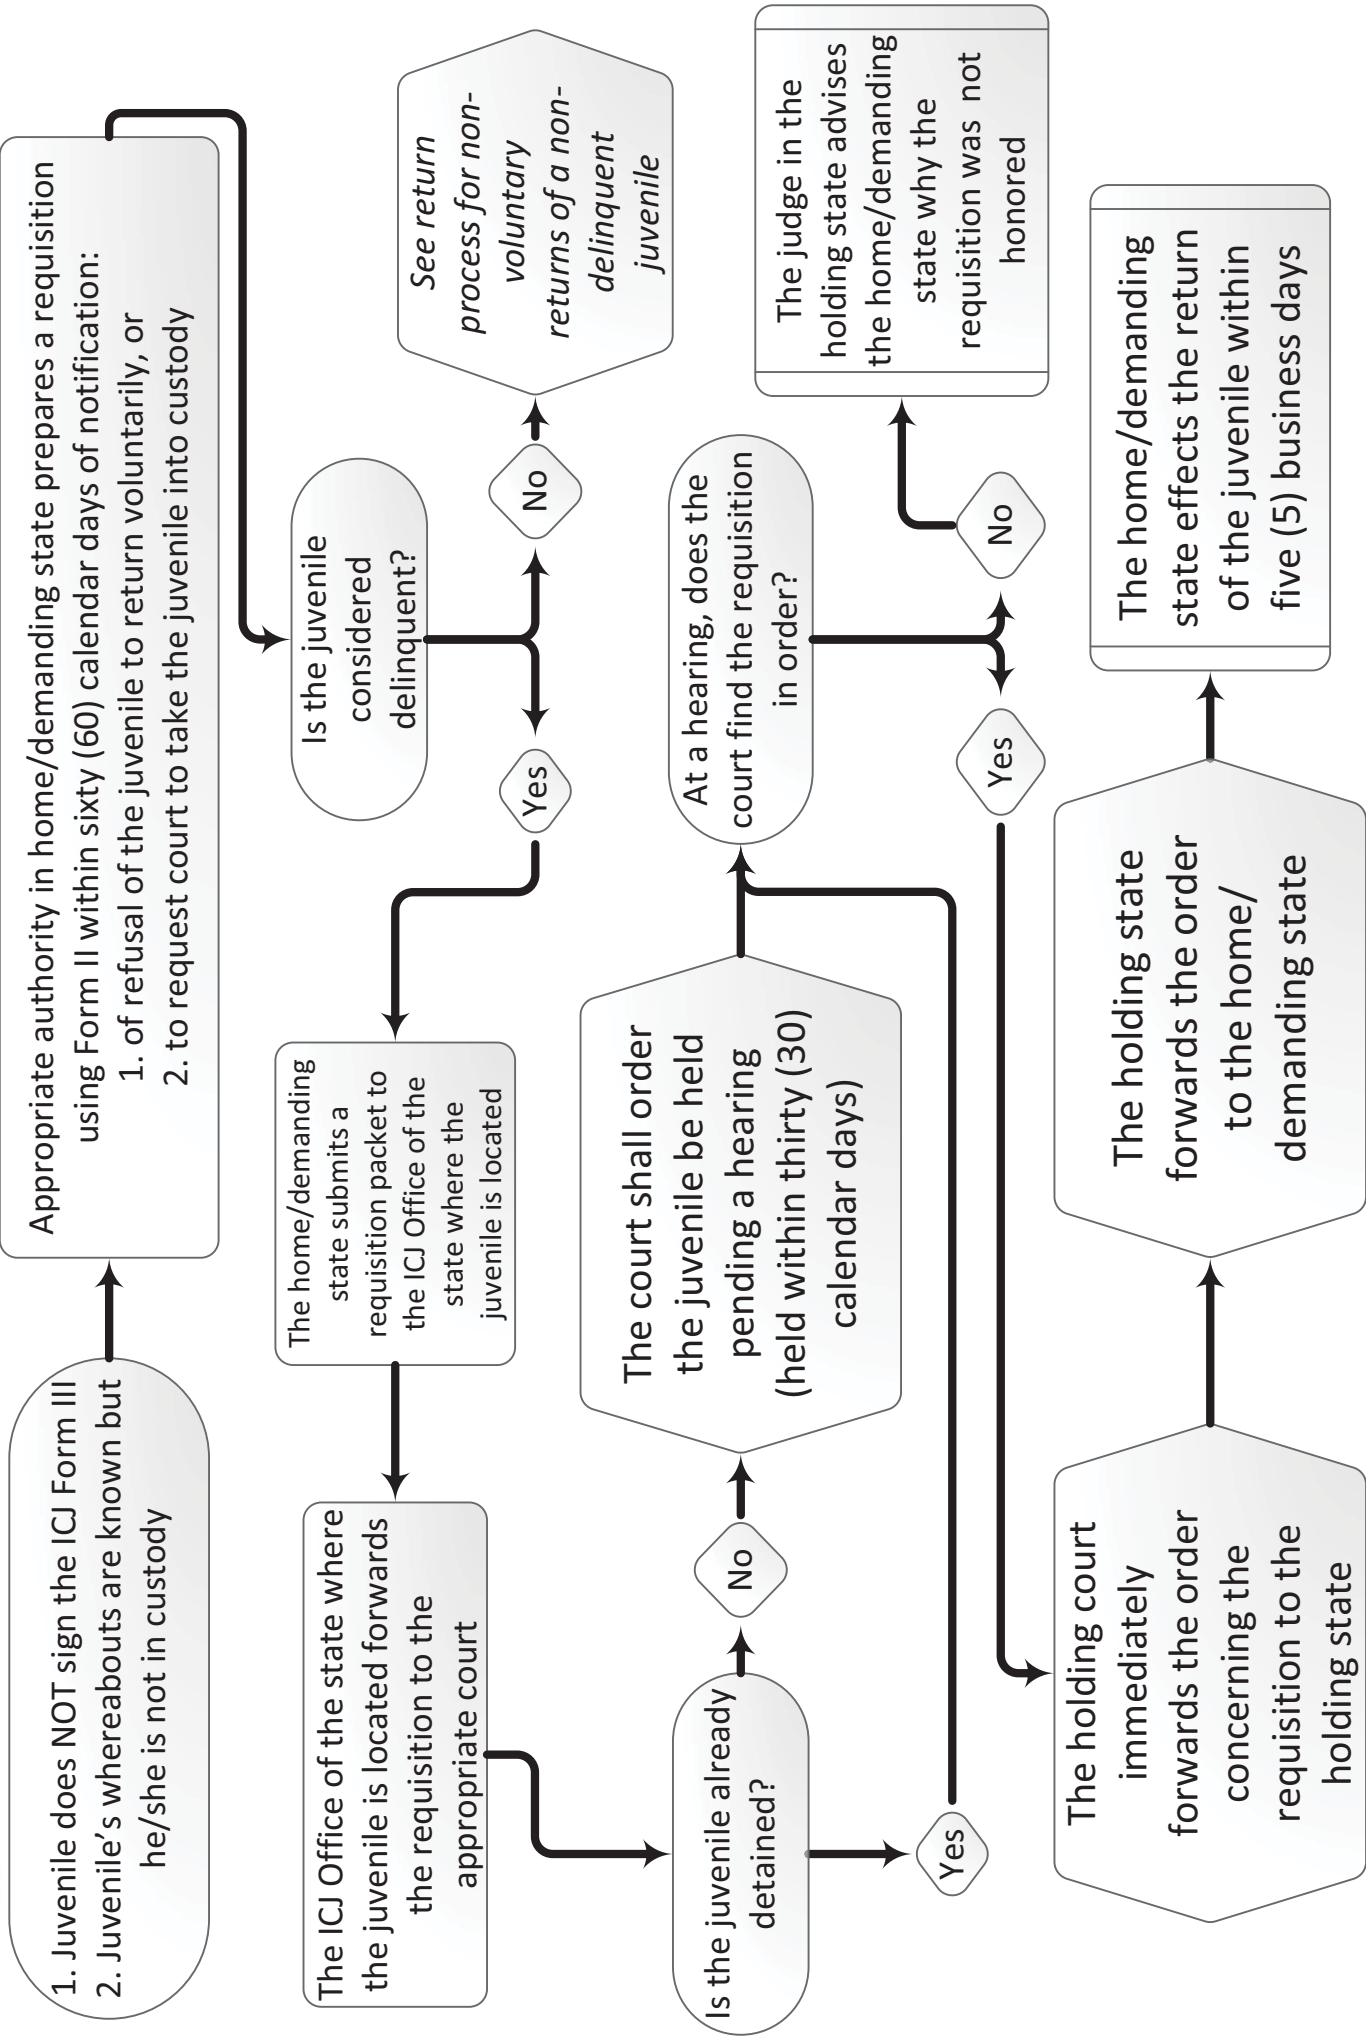 1. Juvenile does NOT sign the ICJ Form III
2. Juvenile’s whereabouts are known but
he/she is not in custody
Appropriate authority in home/demanding state prepares a requisition
using Form II within sixty (60) calendar days of notification:
1. of refusal of the juvenile to return voluntarily, or
2. to request court to take the juvenile into custody
Is the juvenile
considered
delinquent?
No
See return
process for non-
voluntary
returns of a non-
delinquent
juvenile
Yes
The home/demanding
state submits a
requisition packet to
the ICJ Office of the
state where the
juvenile is located
The ICJ Office of the state where
the juvenile is located forwards
the requisition to the
appropriate court
Is the juvenile already
detained?
No
The court shall order
the juvenile be held
pending a hearing
(held within thirty (30)
calendar days)
Yes
At a hearing, does the
court find the requisition
in order?
No
The judge in the
holding state advises
the home/demanding
state why the
requisition was not
honored
Yes
The holding court
immediately
forwards the order
concerning the
requisition to the
holding state
The holding state
forwards the order
to the home/
demanding state
The home/demanding
state effects the return
of the juvenile within
five (5) business days